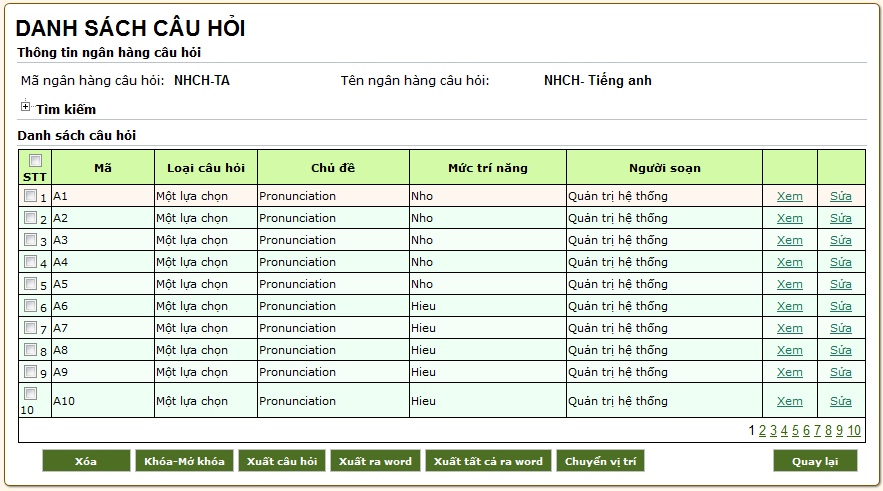 DANH SÁCH CÂU HỎI
Thông tin ngân hàng câu hỏi
Mã ngân hàng câu hỏi: NHCH-TA Tên ngân hàng câu hỏi: NHCH- Tiếng anh
Tìm kiếm
Danh sách câu hỏi
STT Mã Loại câu hỏi Chủ đề Mức trí năng Người soạn
1 A1 Một lựa chọn Pronunciation Nho Quản trị hệ thống Xem Sửa
2 A2 Một lựa chọn Pronunciation Nho Quản trị hệ thống Xem Sửa
3 A3 Một lựa chọn Pronunciation Nho Quản trị hệ thống Xem Sửa
4 A4 Một lựa chọn Pronunciation Nho Quản trị hệ thống Xem Sửa
5 A5 Một lựa chọn Pronunciation Nho Quản trị hệ thống Xem Sửa
6 A6 Một lựa chọn Pronunciation Hieu Quản trị hệ thống Xem Sửa
7 A7 Một lựa chọn Pronunciation Hieu Quản trị hệ thống Xem Sửa
8 A8 Một lựa chọn Pronunciation Hieu Quản trị hệ thống Xem Sửa
9 A9 Một lựa chọn Pronunciation Hieu Quản trị hệ thống Xem Sửa
10 A10 Một lựa chọn Pronunciation Hieu Quản trị hệ thống Xem Sửa
1 2 3 4 5 6 7 8 9 10
Xóa Khóa-Mở khóa Xuất câu hỏi Xuất ra word Xuất tất cả ra word Chuyển vị trí Quay lại